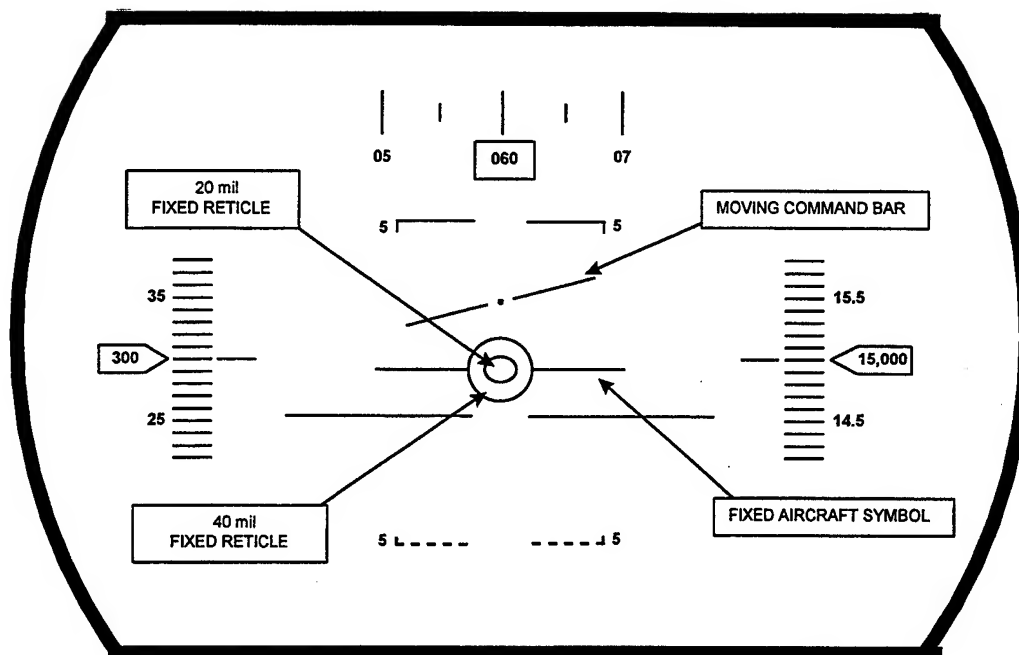 05 060 07
20 mil
FIXED RETICLE
MOVING COMMAND BAR
5 5
35 15.5
300 15,000
25 14.5
40 mil
FIXED RETICLE
FIXED AIRCRAFT SYMBOL
5 5